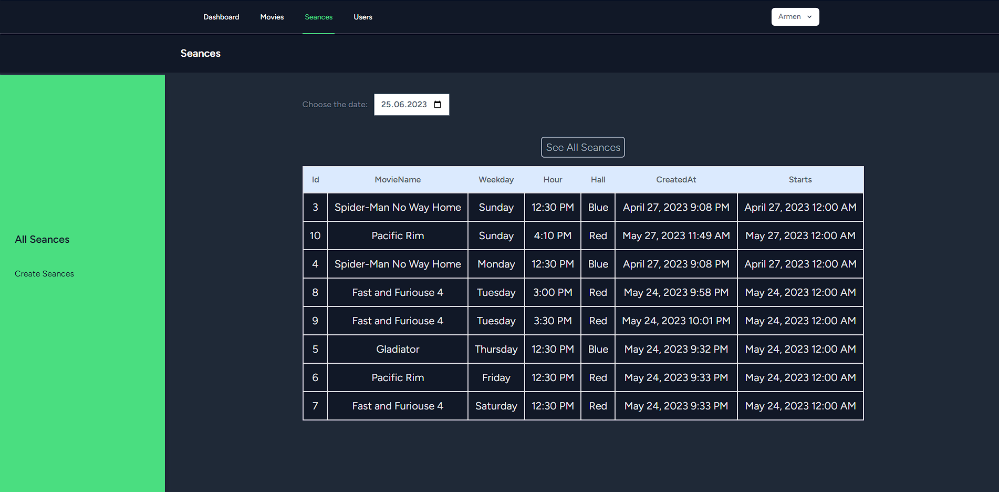 Dashboard Movies Seances Users Armen
Seances
Choose the date: 25.06.2023
See All Seances
Id MovieName Weekday Hour Hall CreatedAt Starts
3 Spider-Man No Way Home Sunday 12:30 PM Blue April 27, 2023 9:08 PM April 27, 2023 12:00 AM
10 Pacific Rim Sunday 4:10 PM Red May 27, 2023 11:49 AM May 27, 2023 12:00 AM
4 Spider-Man No Way Home Monday 12:30 PM Blue April 27, 2023 9:08 PM April 27, 2023 12:00 AM
8 Fast and Furiouse 4 Tuesday 3:00 PM Red May 24, 2023 9:58 PM May 24, 2023 12:00 AM
9 Fast and Furiouse 4 Tuesday 3:30 PM Red May 24, 2023 10:01 PM May 24, 2023 12:00 AM
5 Gladiator Thursday 12:30 PM Blue May 24, 2023 9:32 PM May 24, 2023 12:00 AM
6 Pacific Rim Friday 12:30 PM Red May 24, 2023 9:33 PM May 24, 2023 12:00 AM
7 Fast and Furiouse 4 Saturday 12:30 PM Red May 24, 2023 9:33 PM May 24, 2023 12:00 AM
All Seances
Create Seances